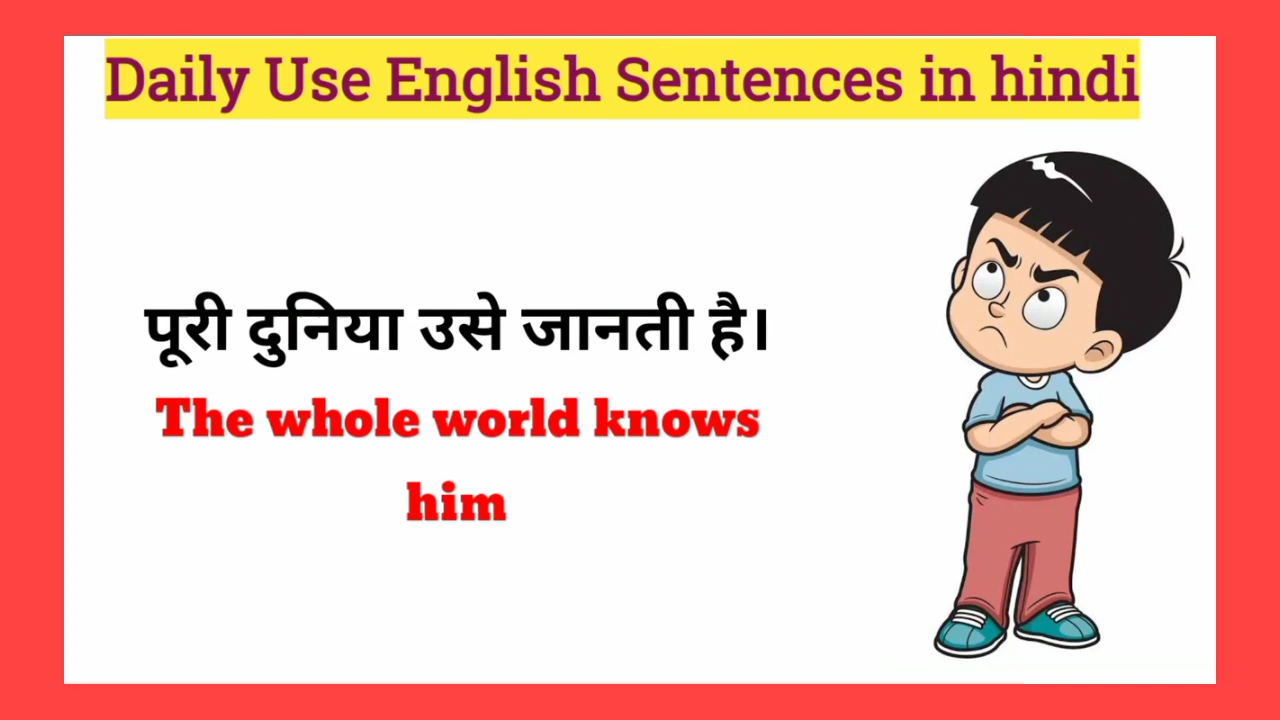 Daily Use English Sentences in hindi
पूरी दुनिया उसे जानती है।
The whole world knows
him